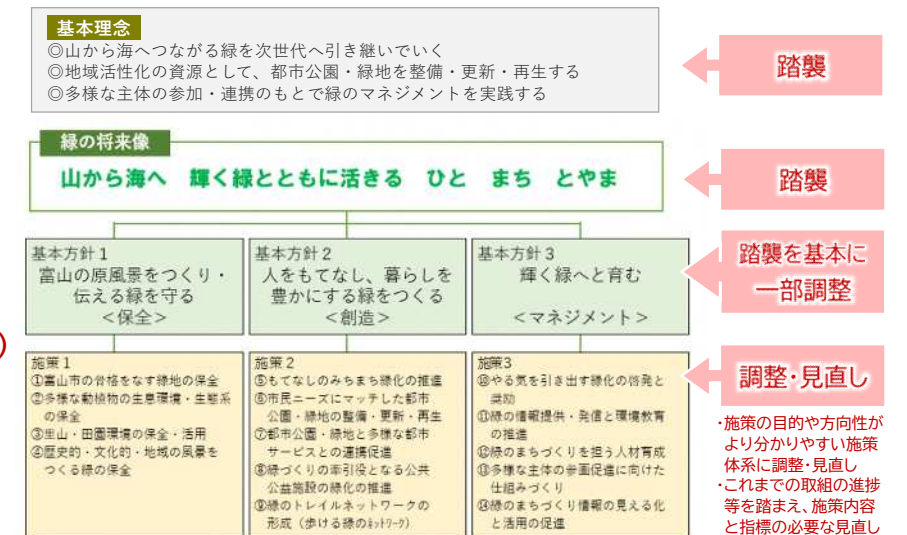 基本理念
◎山から海へつながる緑を次世代へ引き継いでいく
◎地域活性化の資源として、都市公園・緑地を整備・更新・再生する
◎多様な主体の参加・連携のもとで緑のマネジメントを実践する
踏襲
緑の将来像
山から海へ 輝く緑とともに活きる ひと まち とやま
踏襲
基本方針1
富山の原風景をつくり・
伝える緑を守る
<保全>
基本方針2
人をもてなし、暮らしを
豊かにする緑をつくる
<創造>
基本方針3
輝く緑へと育む
<マネジメント>
踏襲を基本に
一部調整
施策1
①富山市の骨格をなす緑地の保全
②多様な動植物の生息環境・生態系
の保全
③里山・田園環境の保全・活用
④歴史的・文化的・地域の風景を
つくる緑の保全
施策2
⑤もてなしのみちまち緑化の推進
⑥市民ニーズにマッチした都市
公園・緑地の整備・更新・再生
⑦都市公園・緑地と多様な都市
サービスとの連携促進
⑧緑づくりの牽引役となる公共
公益施設の緑化の推進
⑨緑のトレイルネットワークの
形成（歩ける緑のネットワーク）
施策3
⑩やる気を引き出す緑化の啓発と
奨励
⑪緑の情報提供・発信と環境教育
の推進
⑫緑のまちづくりを担う人材育成
⑬多様な主体の参画促進に向けた
仕組みづくり
⑭緑のまちづくり情報の見える化
と活用の促進
調整・見直し
・施策の目的や方向性が
より分かりやすい施策
体系に調整・見直し
・これまでの取組の進捗
等を踏まえ、施策内容
と指標の必要な見直し